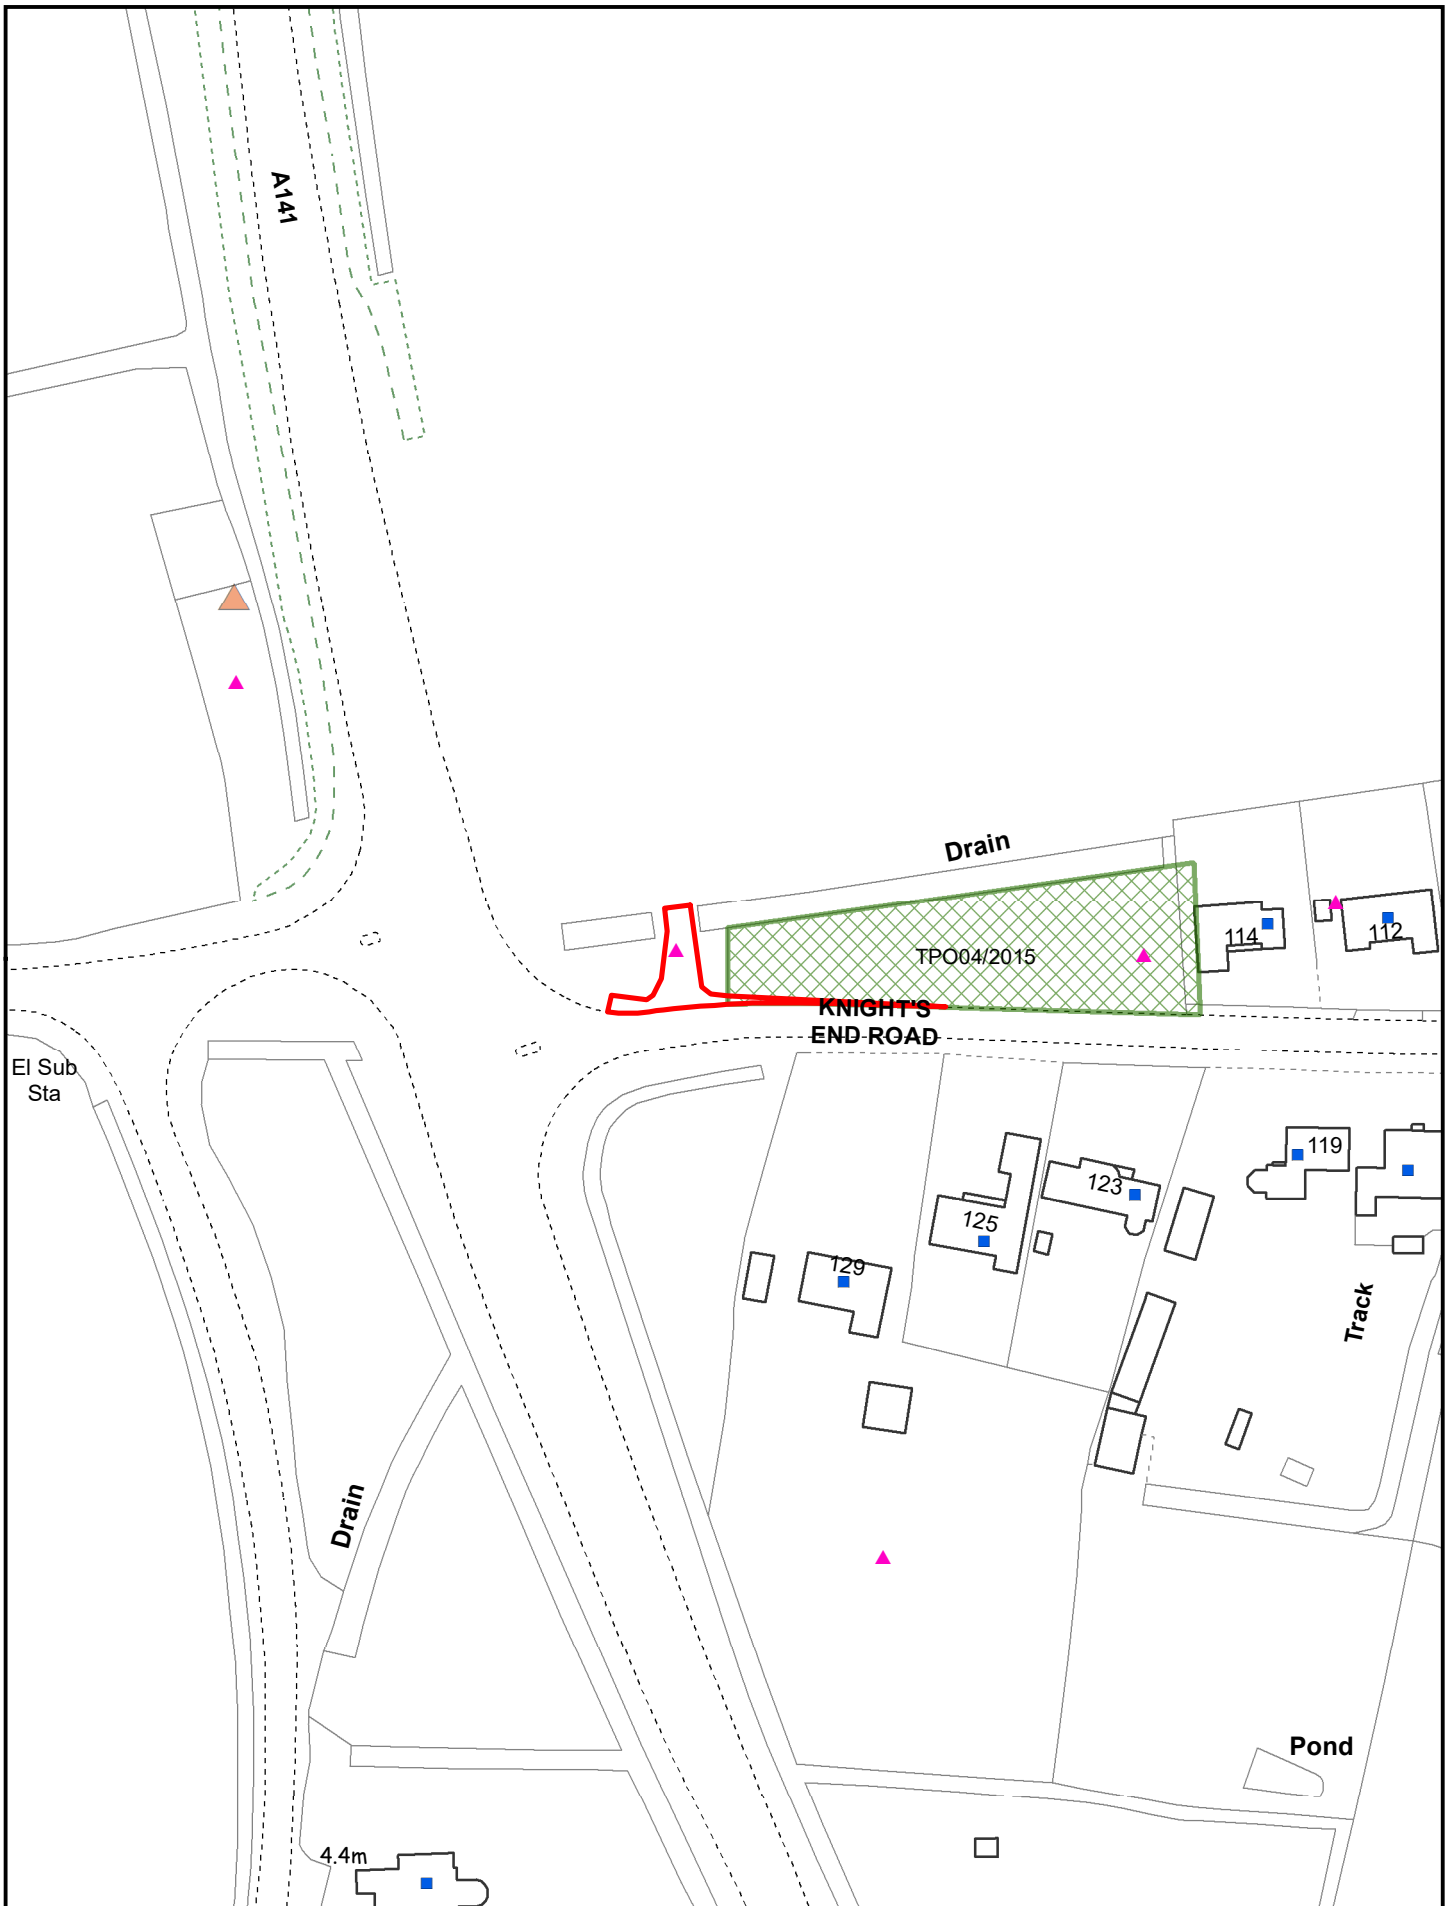 A141
Drain
114
112
TPO04/2015
KNIGHT'S
END ROAD
El Sub
Sta
119
123
125
129
Track
Drain
Pond
4.4m